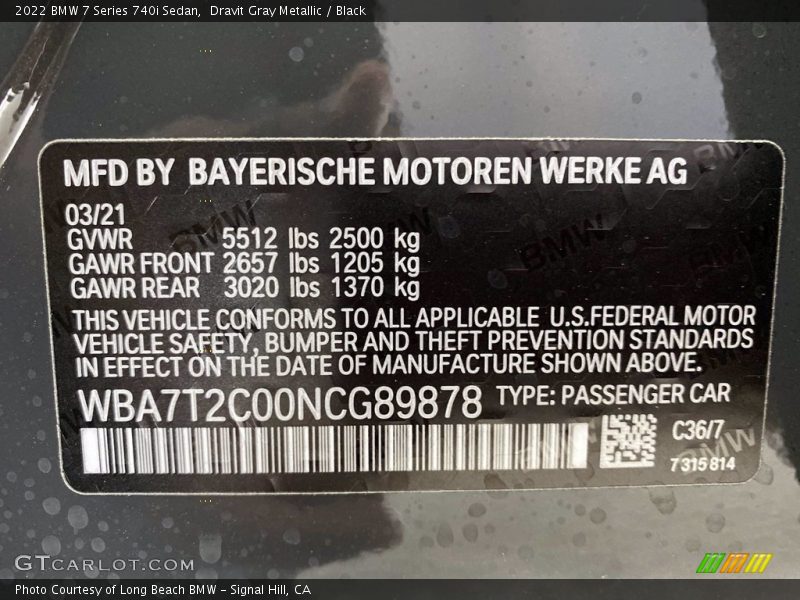 2022 BMW 7 Series 740i Sedan,  Dravit Gray Metallic / Black
MFD BY BAYERISCHE MOTOREN WERKE AG
03/21
GVWR 5512 lbs 2500 kg
GAWR FRONT 2657 lbs 1205 kg
GAWR REAR 3020 lbs 1370 kg
THIS VEHICLE CONFORMS TO ALL APPLICABLE U.S.FEDERAL MOTOR
VEHICLE SAFETY, BUMPER AND THEFT PREVENTION STANDARDS
IN EFFECT ON THE DATE OF MANUFACTURE SHOWN ABOVE.
WBA7T2C00NCG89878 TYPE: PASSENGER CAR
C36/7
7315814
GTCARLOT.COM
Photo Courtesy of Long Beach BMW - Signal Hill, CA